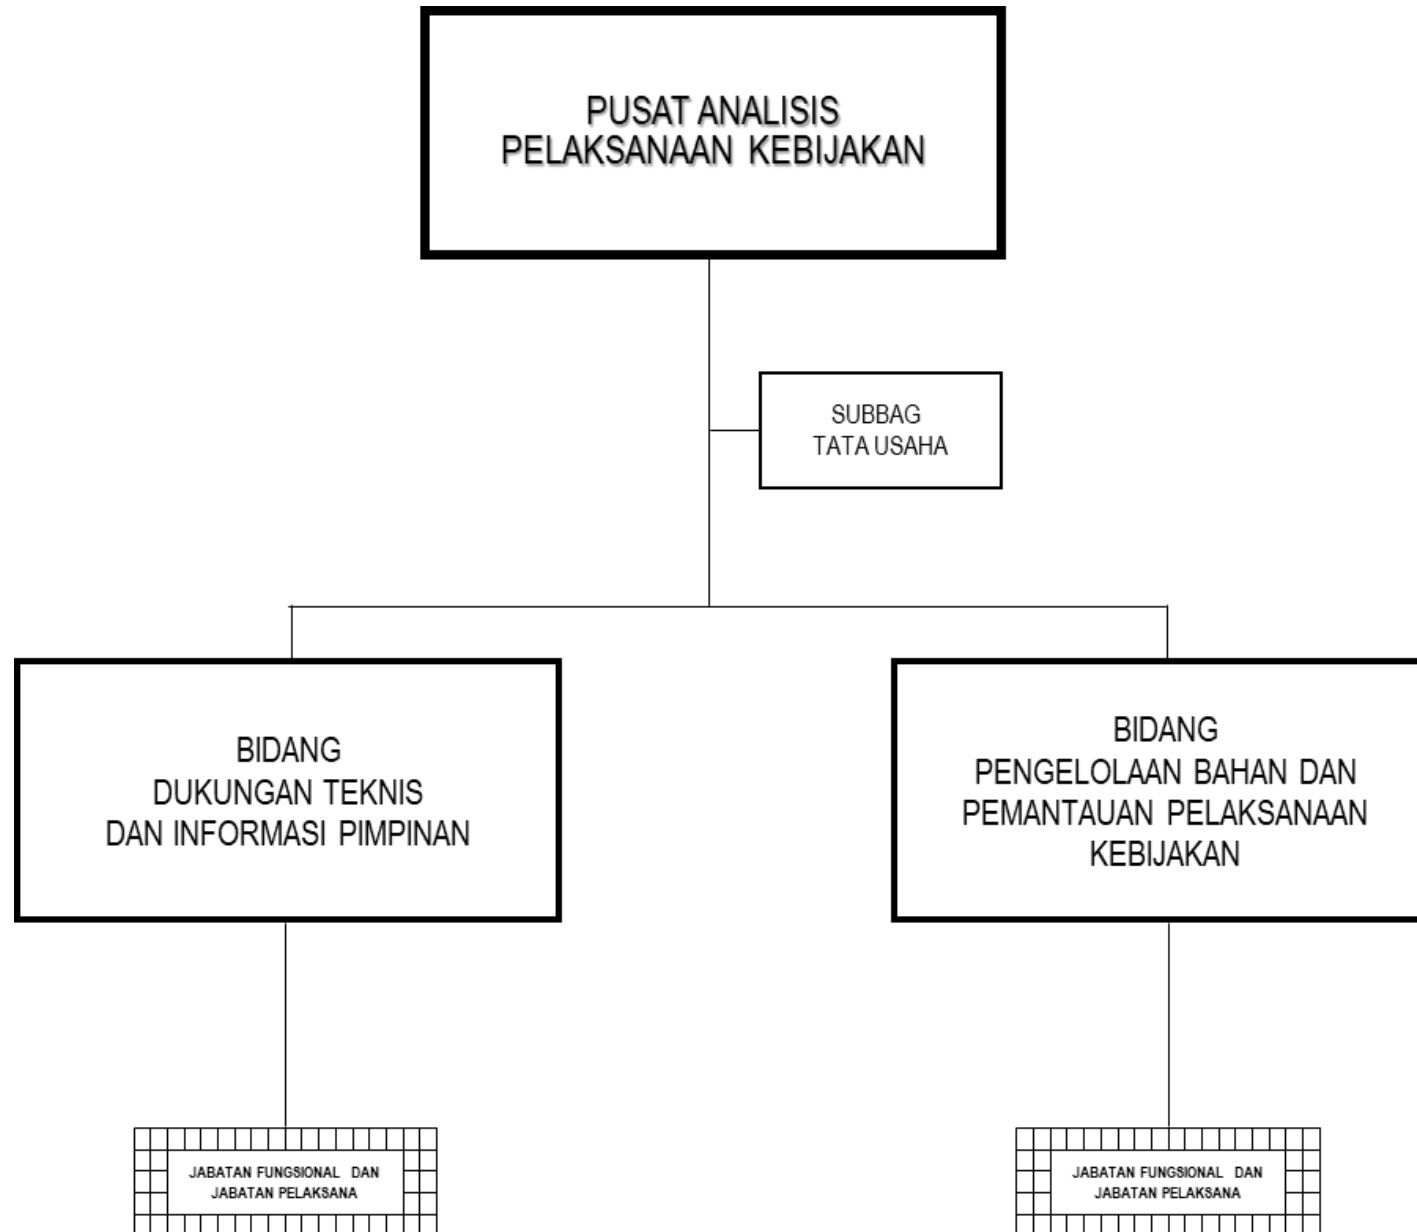 PUSAT ANALISIS
PELAKSANAAN KEBIJAKAN
SUBBAG
TATA USAHA
BIDANG
DUKUNGAN TEKNIS
DAN INFORMASI PIMPINAN
BIDANG
PENGELOLAAN BAHAN DAN
PEMANTAUAN PELAKSANAAN
KEBIJAKAN
JABATAN FUNGSIONAL DAN
JABATAN PELAKSANA
JABATAN FUNGSIONAL DAN
JABATAN PELAKSANA